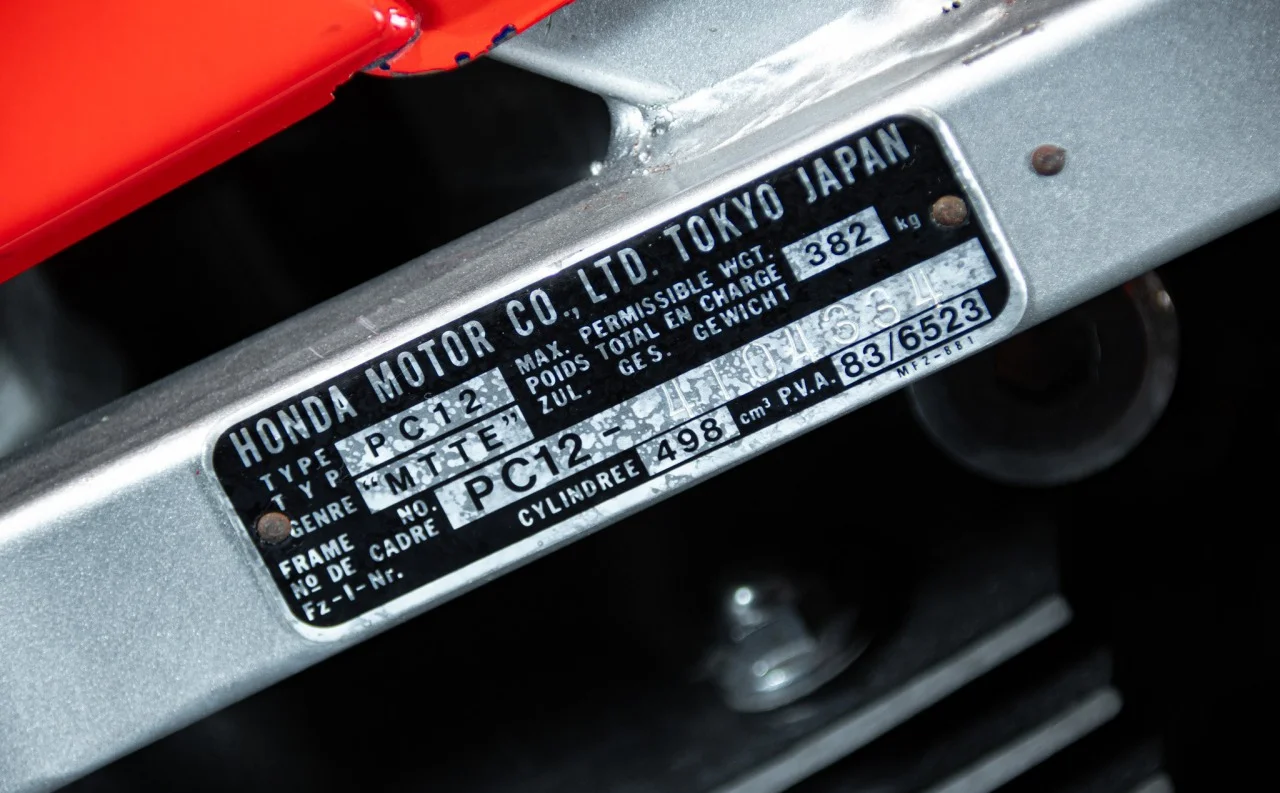 HONDA MOTOR CO., LTD. TOKYO JAPAN
TYPE
TYP
PC12
MAX. PERMISSIBLE WGT.
POIDS TOTAL EN CHARGE
ZUL. GES. GEWICHT
382 kg
GENRE "MTTE"
FRAME NO.
Nº DE CADRE
Fz-I-Nr.
PC12-
CYLINDREE 498 cm³ P.V.A. 83/6523
MFZ-881